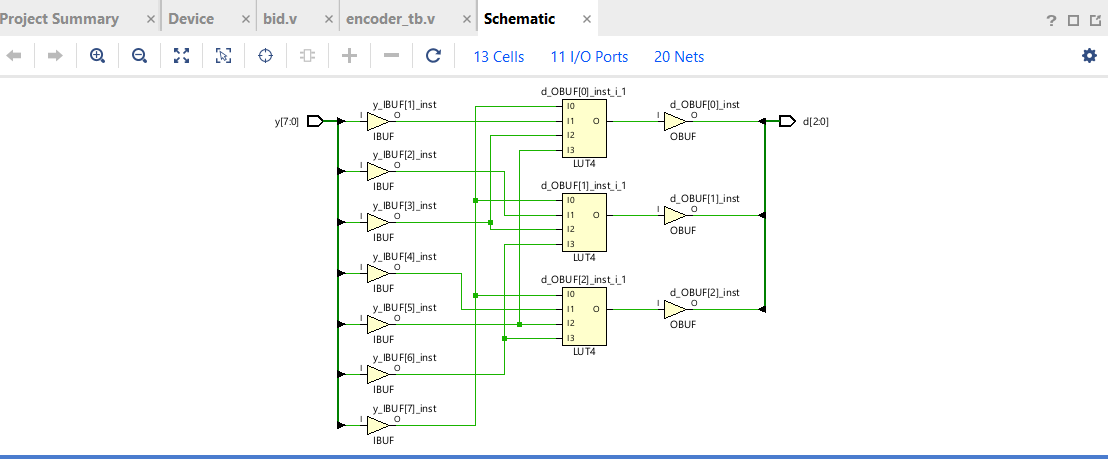 Project Summary × Device × bid.v × encoder_tb.v × Schematic × ?
13 Cells 11 I/O Ports 20 Nets
y[7:0]
y_IBUF[1]_inst
I O
IBUF
y_IBUF[2]_inst
I O
IBUF
y_IBUF[3]_inst
I O
IBUF
y_IBUF[4]_inst
I O
IBUF
y_IBUF[5]_inst
I O
IBUF
y_IBUF[6]_inst
I O
IBUF
y_IBUF[7]_inst
I O
IBUF
d_OBUF[0]_inst_i_1
I0
I1 O
I2
I3
LUT4
d_OBUF[1]_inst_i_1
I0
I1 O
I2
I3
LUT4
d_OBUF[2]_inst_i_1
I0
I1 O
I2
I3
LUT4
d_OBUF[0]_inst
I O
OBUF
d_OBUF[1]_inst
I O
OBUF
d_OBUF[2]_inst
I O
OBUF
d[2:0]